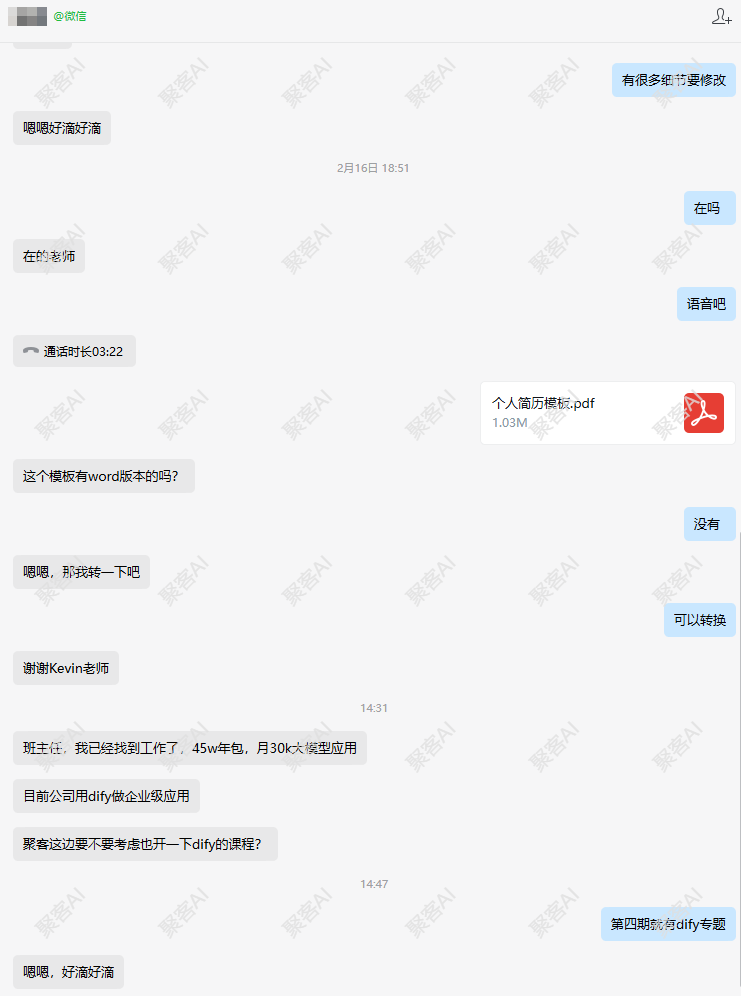 @微信
有很多细节要修改
嗯嗯好滴好滴
2月16日 18:51
在吗
在的老师
语音吧
通话时长03:22
个人简历模板.pdf
1.03M
这个模板有word版本的吗?
没有
嗯嗯，那我转一下吧
可以转换
谢谢Kevin老师
14:31
班主任，我已经找到工作了，45w年包，月30k大模型应用
目前公司用dify做企业级应用
聚客这边要不要考虑也开一下dify的课程?
14:47
第四期就有dify专题
嗯嗯，好滴好滴
聚客AI